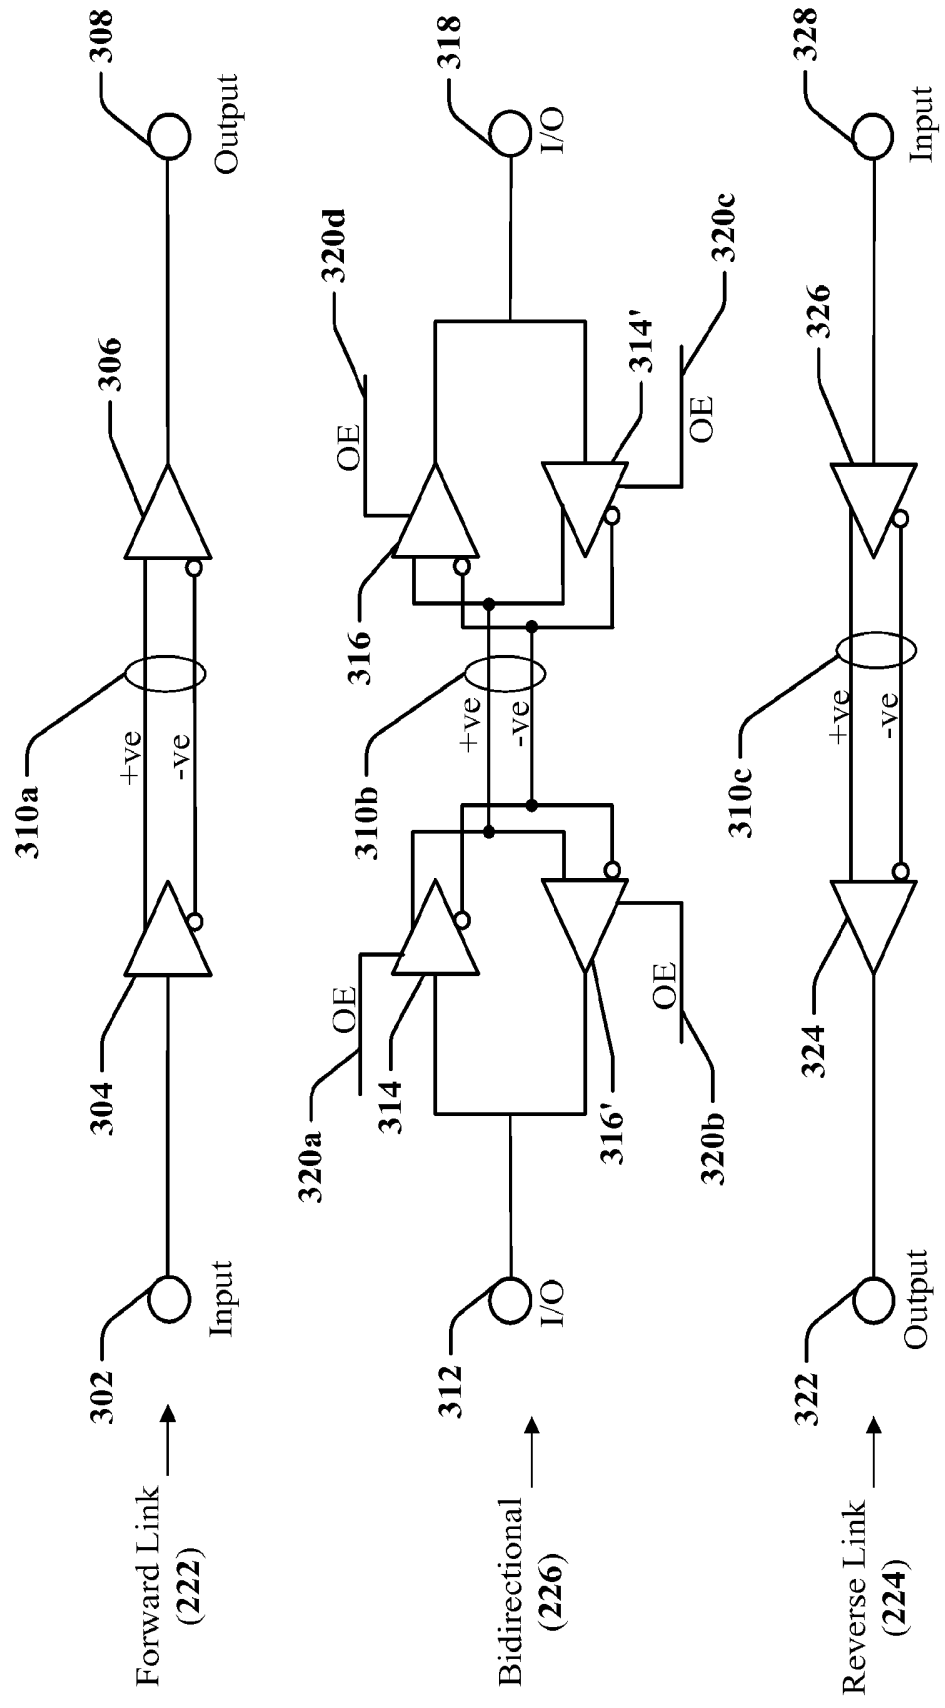 Forward Link
(222)
302
Input
304
310a
+ve
-ve
306
308
Output
Bidirectional
(226)
312
I/O
320a
OE
314
316'
OE
320b
310b
+ve
-ve
316
320d
OE
314'
OE
320c
318
I/O
Reverse Link
(224)
322
Output
324
310c
+ve
-ve
326
328
Input